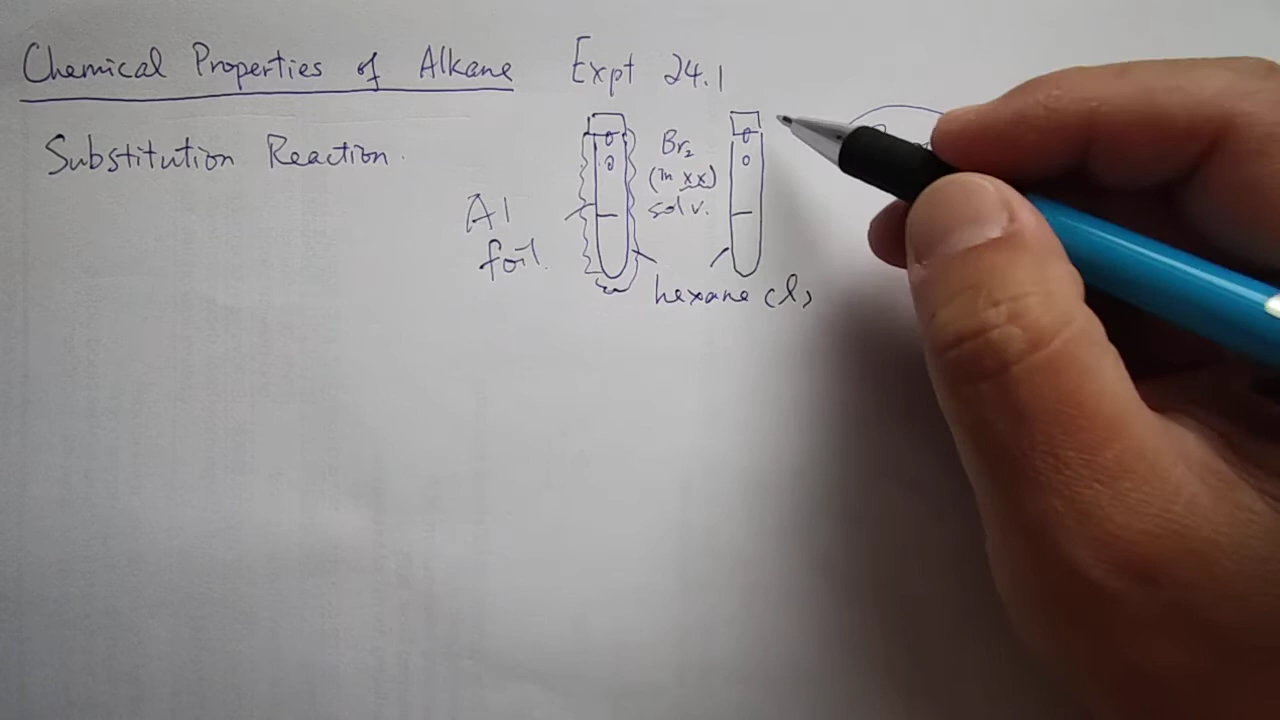 Chemical Properties of Alkane
Expt 24.1
Substitution Reaction.
Br2
(in xx)
solv.
Al
foil.
hexane (l)